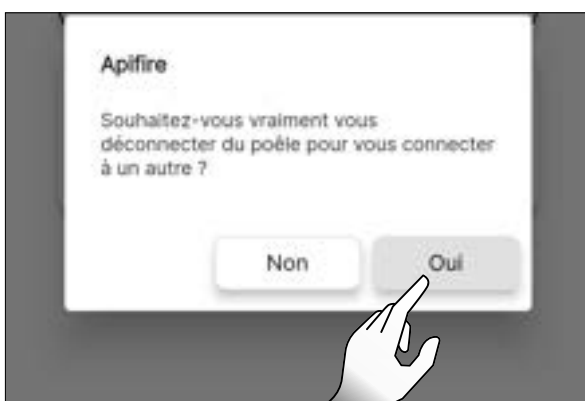 Apifire
Souhaitez-vous vraiment vous
déconnecter du poêle pour vous connecter
à un autre ?
Non
Oui